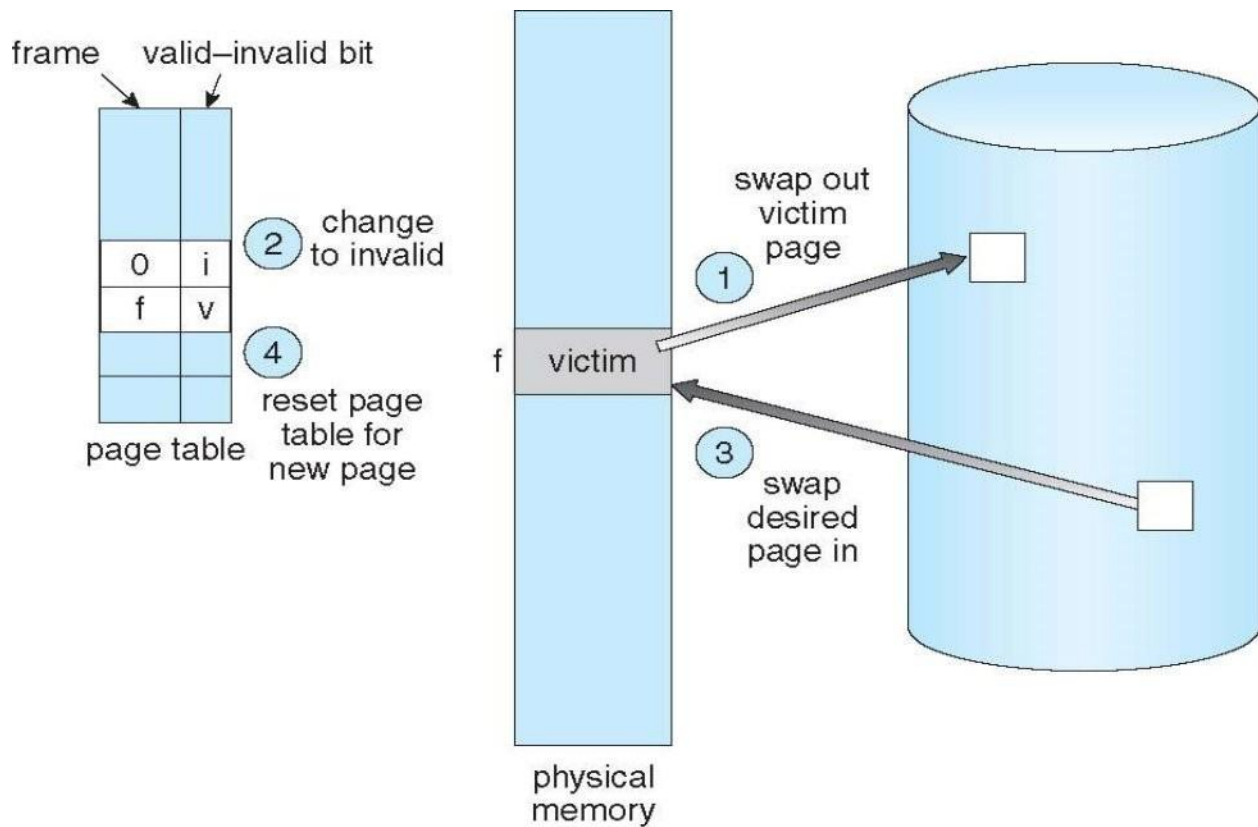 frame
valid–invalid bit
0
i
f
v
page table
2
change
to invalid
4
reset page
table for
new page
f
victim
physical
memory
swap out
victim
page
1
3
swap
desired
page in